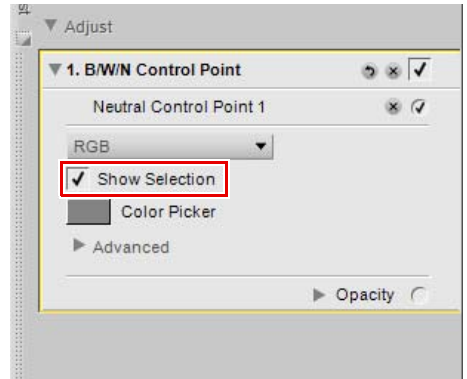 Adjust
1. B/W/N Control Point
Neutral Control Point 1
RGB
Show Selection
Color Picker
Advanced
Opacity